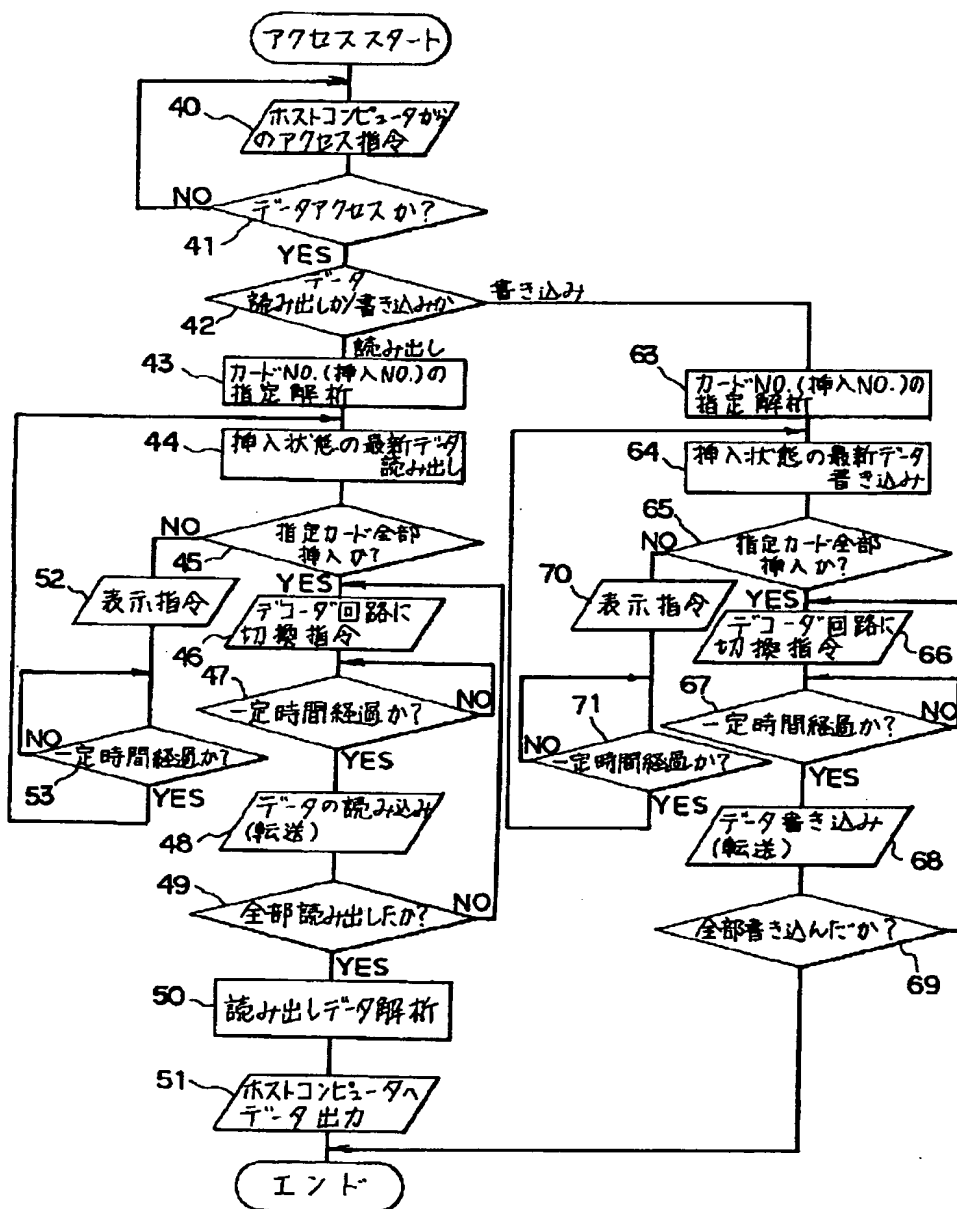 アクセススタート
40
ホストコンピュータから
のアクセス指令
NO
データアクセスか?
41
YES
データ
読み出しか書き込みか
42
書き込み
読み出し
43
カードNO.(挿入NO.)の
指定解析
44
挿入状態の最新データ
読み出し
NO
指定カード全部
挿入か?
45
YES
52
表示指令
デコーダ回路に
切換指令
46
47
一定時間経過か?
NO
YES
NO
一定時間経過か?
53
YES
データの読み込み
(転送)
48
49
全部読み出したか?
NO
YES
50
読み出しデータ解析
51
ホストコンピュータへ
データ出力
エンド
63
カードNO.(挿入NO.)の
指定解析
64
挿入状態の最新データ
書き込み
65
NO
指定カード全部
挿入か?
YES
70
表示指令
デコーダ回路に
切換指令
66
67
一定時間経過か?
NO
YES
71
NO
一定時間経過か?
YES
データ書き込み
(転送)
68
全部書き込んだか?
69